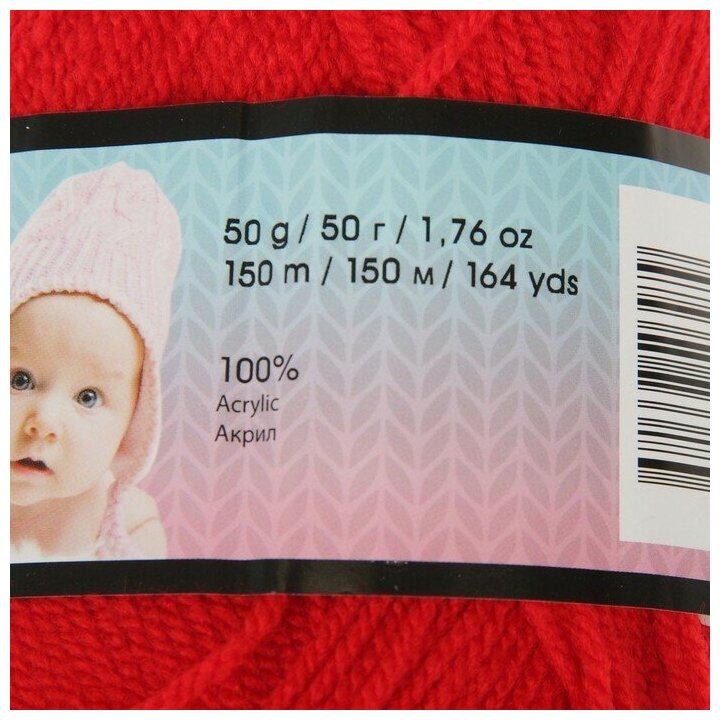 50 g / 50 г / 1,76 oz
150 m / 150 м / 164 yds
100%
Acrylic
Акрил